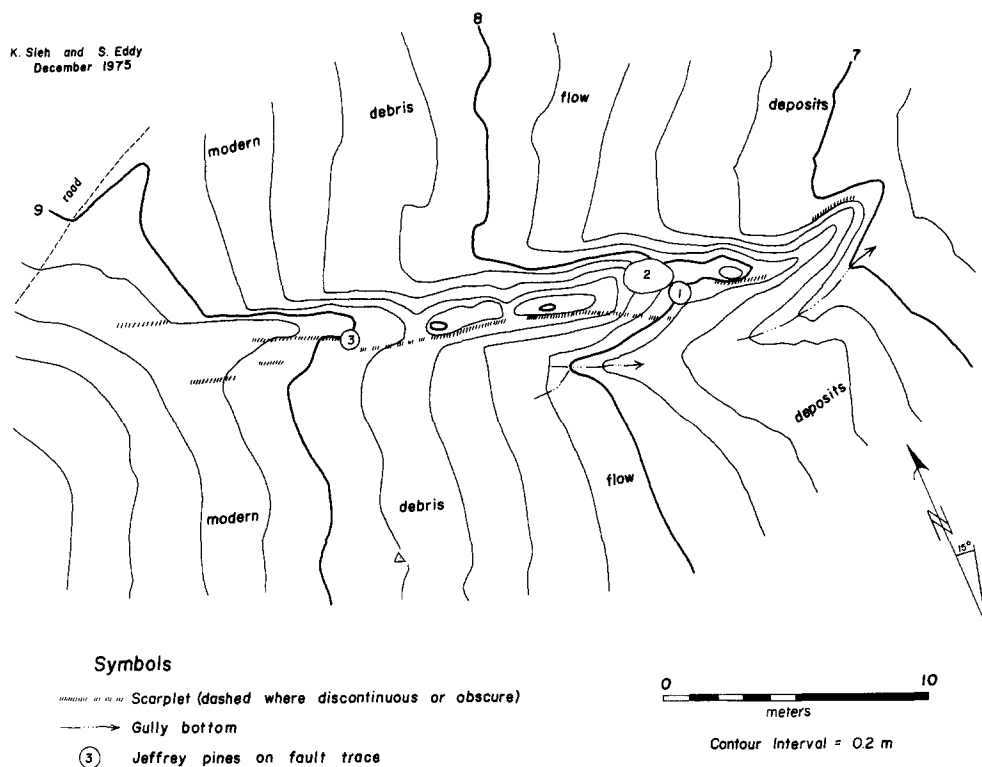 K. Sieh and S. Eddy
December 1975
8
7
flow
debris
deposits
modern
road
9
2
1
3
deposits
flow
debris
modern
N
15°
Symbols
Scarplet (dashed where discontinuous or obscure)
Gully bottom
3 Jeffrey pines on fault trace
0 10
meters
Contour Interval = 0.2 m